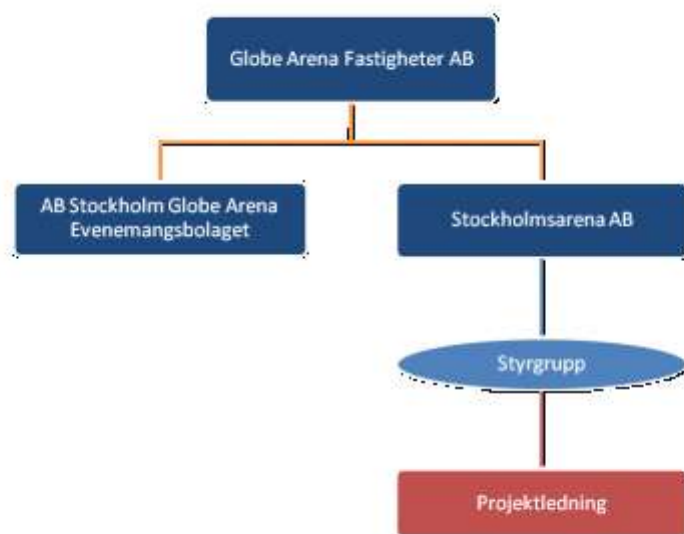 Globe Arena Fastigheter AB
AB Stockholm Globe Arena
Evenemangsbolaget
Stockholmsarena AB
Styrgrupp
Projektledning